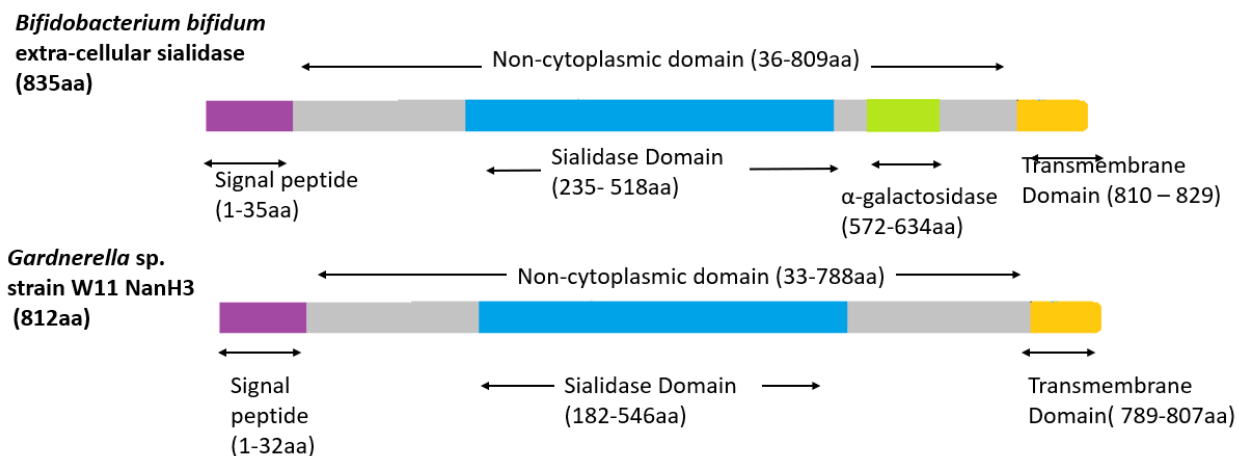 Bifidobacterium bifidum
extra-cellular sialidase
(835aa)
Non-cytoplasmic domain (36-809aa)
Signal peptide
(1-35aa)
Sialidase Domain
(235- 518aa)
α-galactosidase
(572-634aa)
Transmembrane
Domain (810 – 829)
Gardnerella sp.
strain W11 NanH3
(812aa)
Non-cytoplasmic domain (33-788aa)
Signal
peptide
(1-32aa)
Sialidase Domain
(182-546aa)
Transmembrane
Domain( 789-807aa)